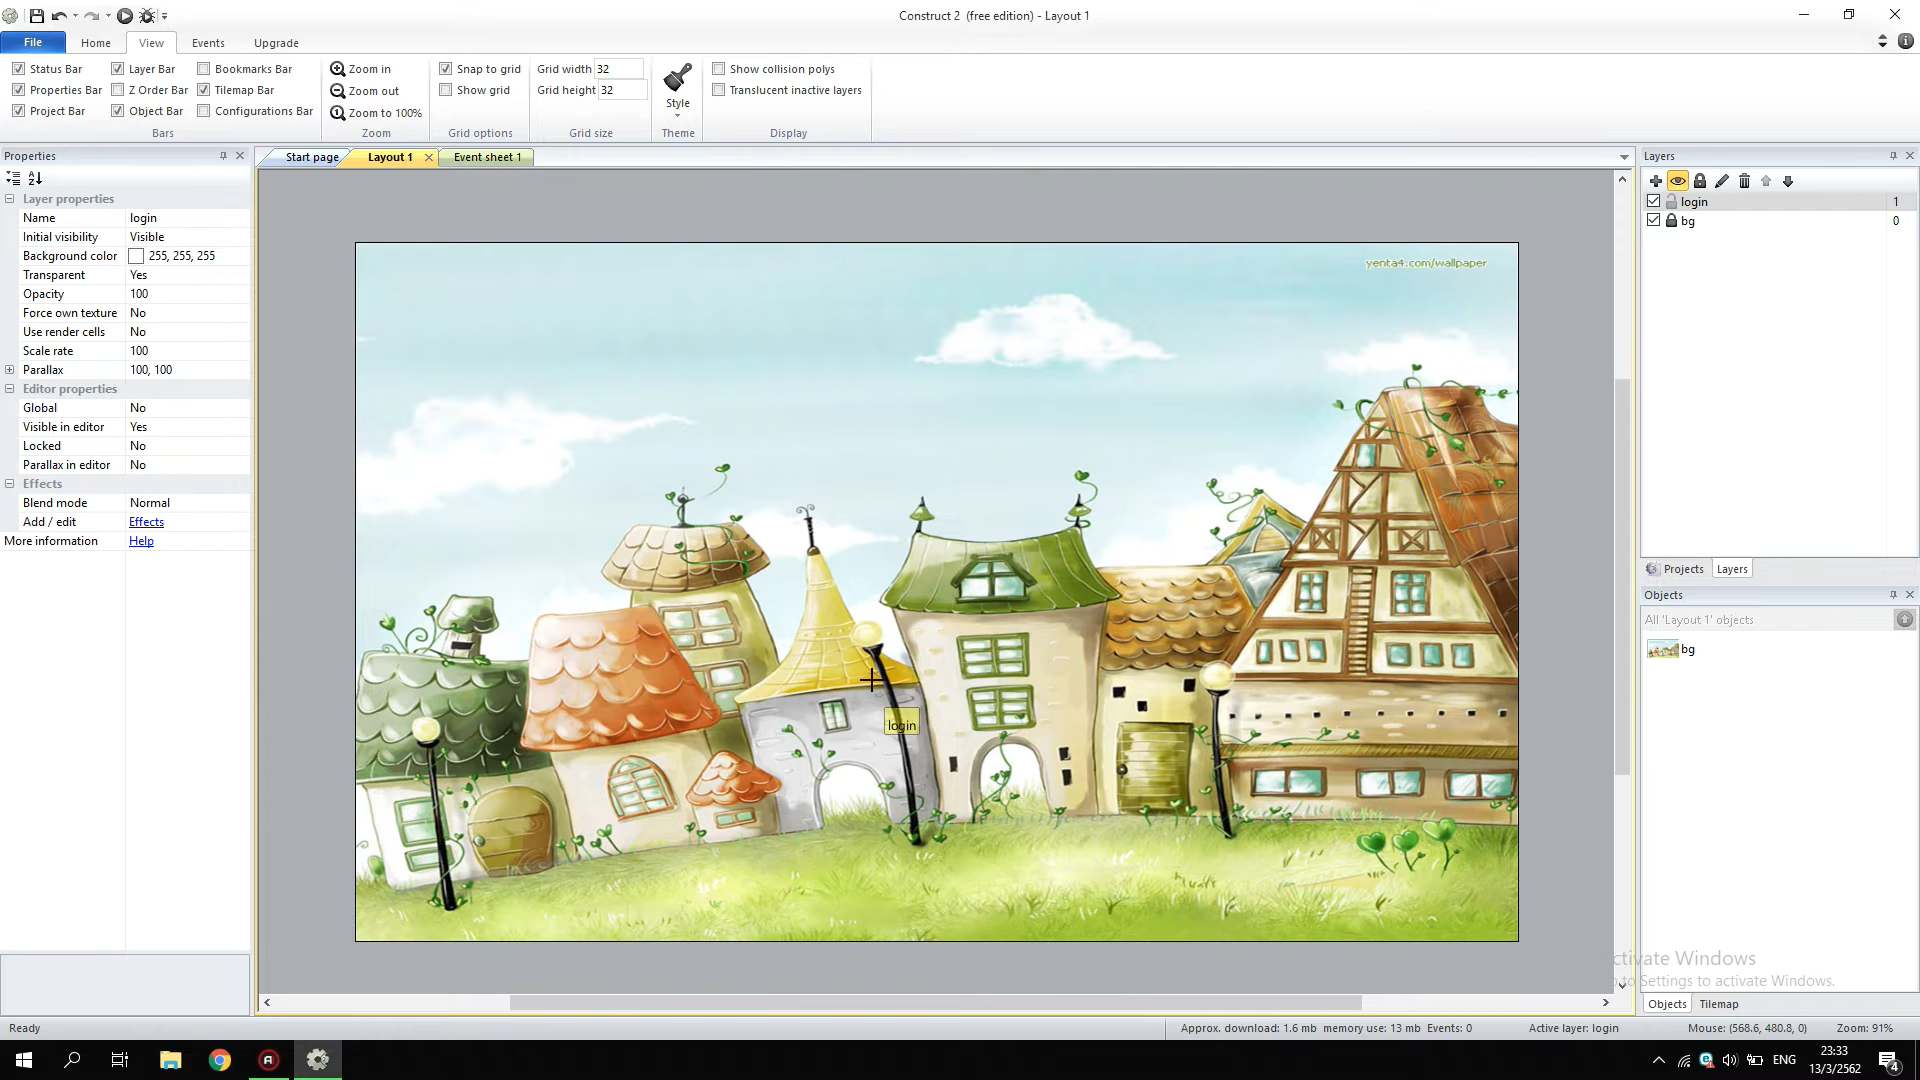 Construct 2  (free edition) - Layout 1
File Home View Events Upgrade
Status Bar Layer Bar Bookmarks Bar Zoom in Snap to grid Grid width 32 Show collision polys
Properties Bar Z Order Bar Tilemap Bar Zoom out Show grid Grid height 32 Translucent inactive layers
Project Bar Object Bar Configurations Bar Zoom to 100% Style
Bars Zoom Grid options Grid size Theme Display
Properties
Start page Layout 1 Event sheet 1
Layers
Layer properties
Name login
Initial visibility Visible
Background color 255, 255, 255
Transparent Yes
Opacity 100
Force own texture No
Use render cells No
Scale rate 100
Parallax 100, 100
Editor properties
Global No
Visible in editor Yes
Locked No
Parallax in editor No
Effects
Blend mode Normal
Add / edit Effects
More information Help
yenta4.com/wallpaper
login
login 1
bg 0
Projects Layers
Objects
All 'Layout 1' objects
bg
Activate Windows
to Settings to activate Windows.
Objects Tilemap
Ready Approx. download: 1.6 mb  memory use: 13 mb  Events: 0 Active layer: login Mouse: (568.6, 480.8, 0) Zoom: 91%
ENG 23:33
13/3/2562
4